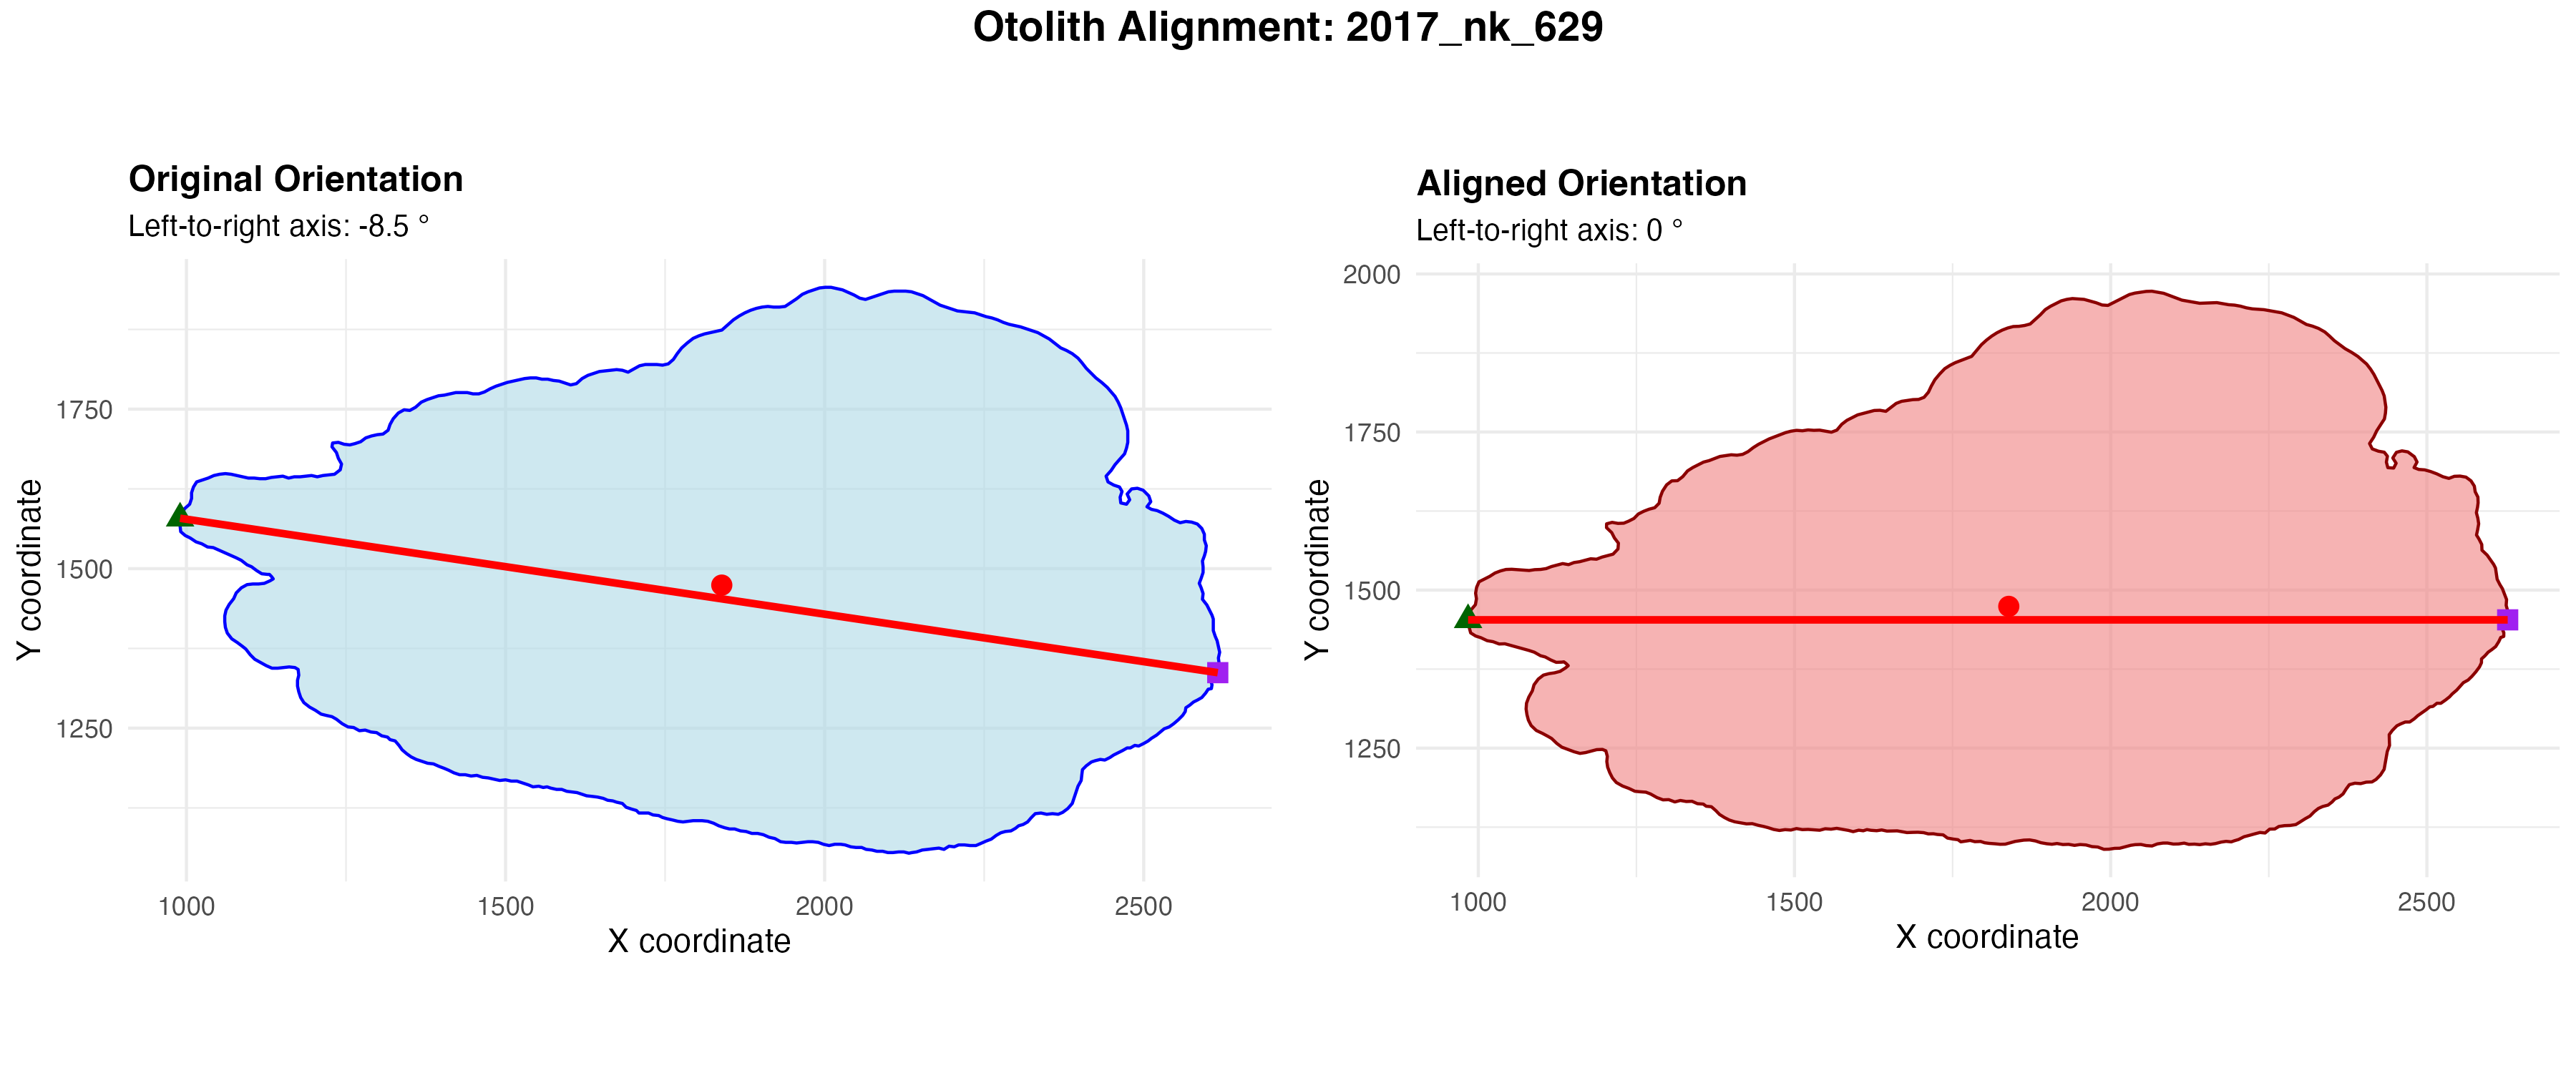 Otolith Alignment: 2017_nk_629
Original Orientation
Left-to-right axis: -8.5 °
Y coordinate
1750
1500
1250
1000 1500 2000 2500
X coordinate
Aligned Orientation
Left-to-right axis: 0 °
Y coordinate
2000
1750
1500
1250
1000 1500 2000 2500
X coordinate